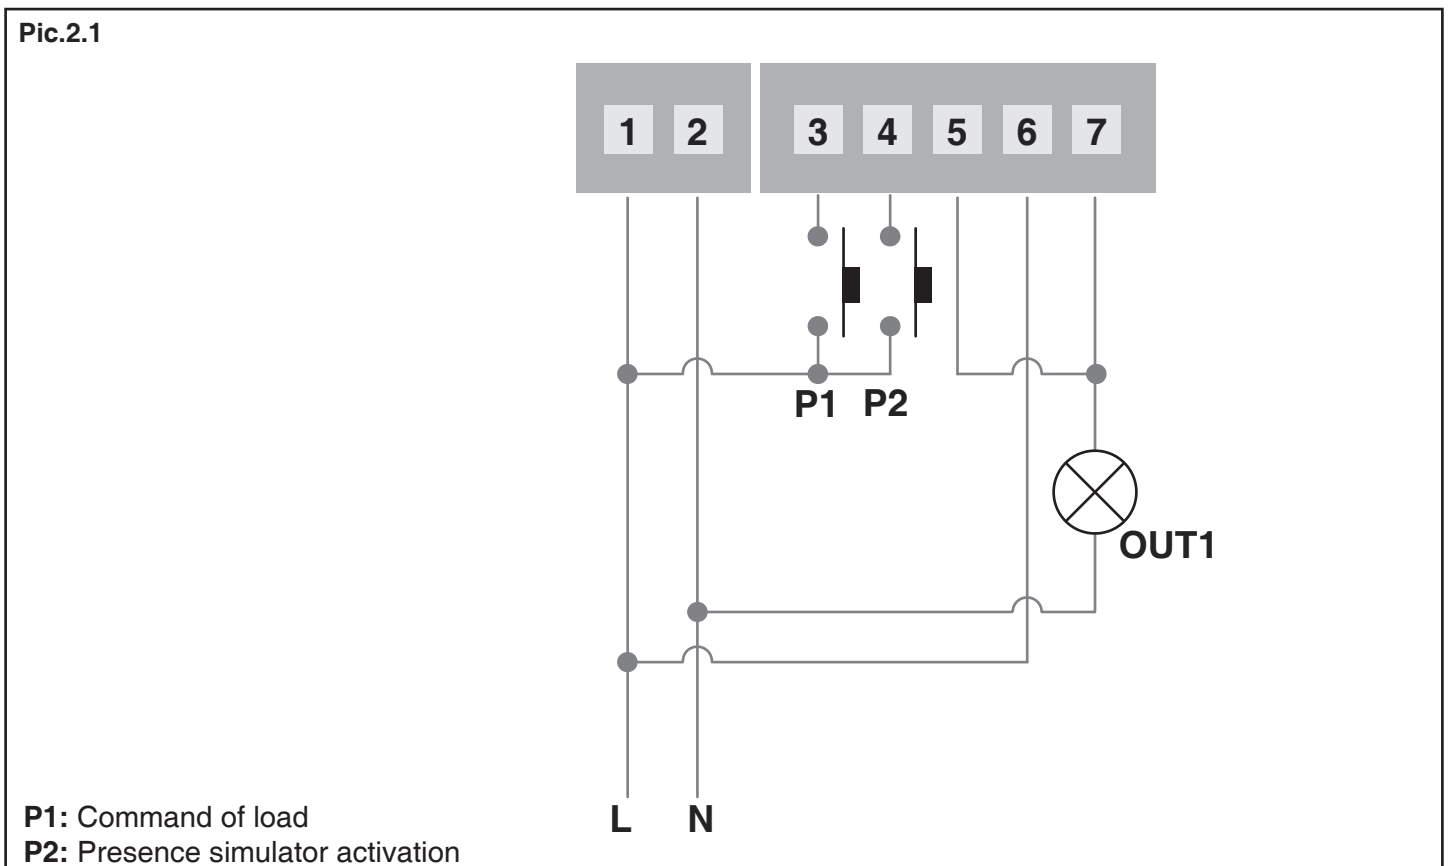 Pic.2.1
1 2 3 4 5 6 7
P1 P2
OUT1
L N
P1: Command of load
P2: Presence simulator activation